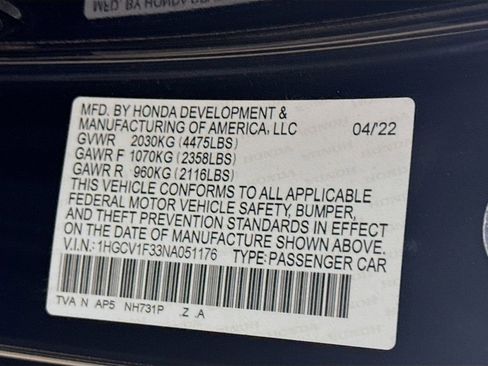 MFD. BY HONDA DEVELOPMENT &
MANUFACTURING OF AMERICA, LLC 04/'22
GVWR 2030KG (4475LBS)
GAWR F 1070KG (2358LBS)
GAWR R 960KG (2116LBS)
THIS VEHICLE CONFORMS TO ALL APPLICABLE
FEDERAL MOTOR VEHICLE SAFETY, BUMPER,
AND THEFT PREVENTION STANDARDS IN EFFECT
ON DATE OF MANUFACTURE SHOWN ABOVE.
V.I.N.: 1HGCV1F33NA051176 TYPE: PASSENGER CAR
TVA N AP5 NH731P .Z .A